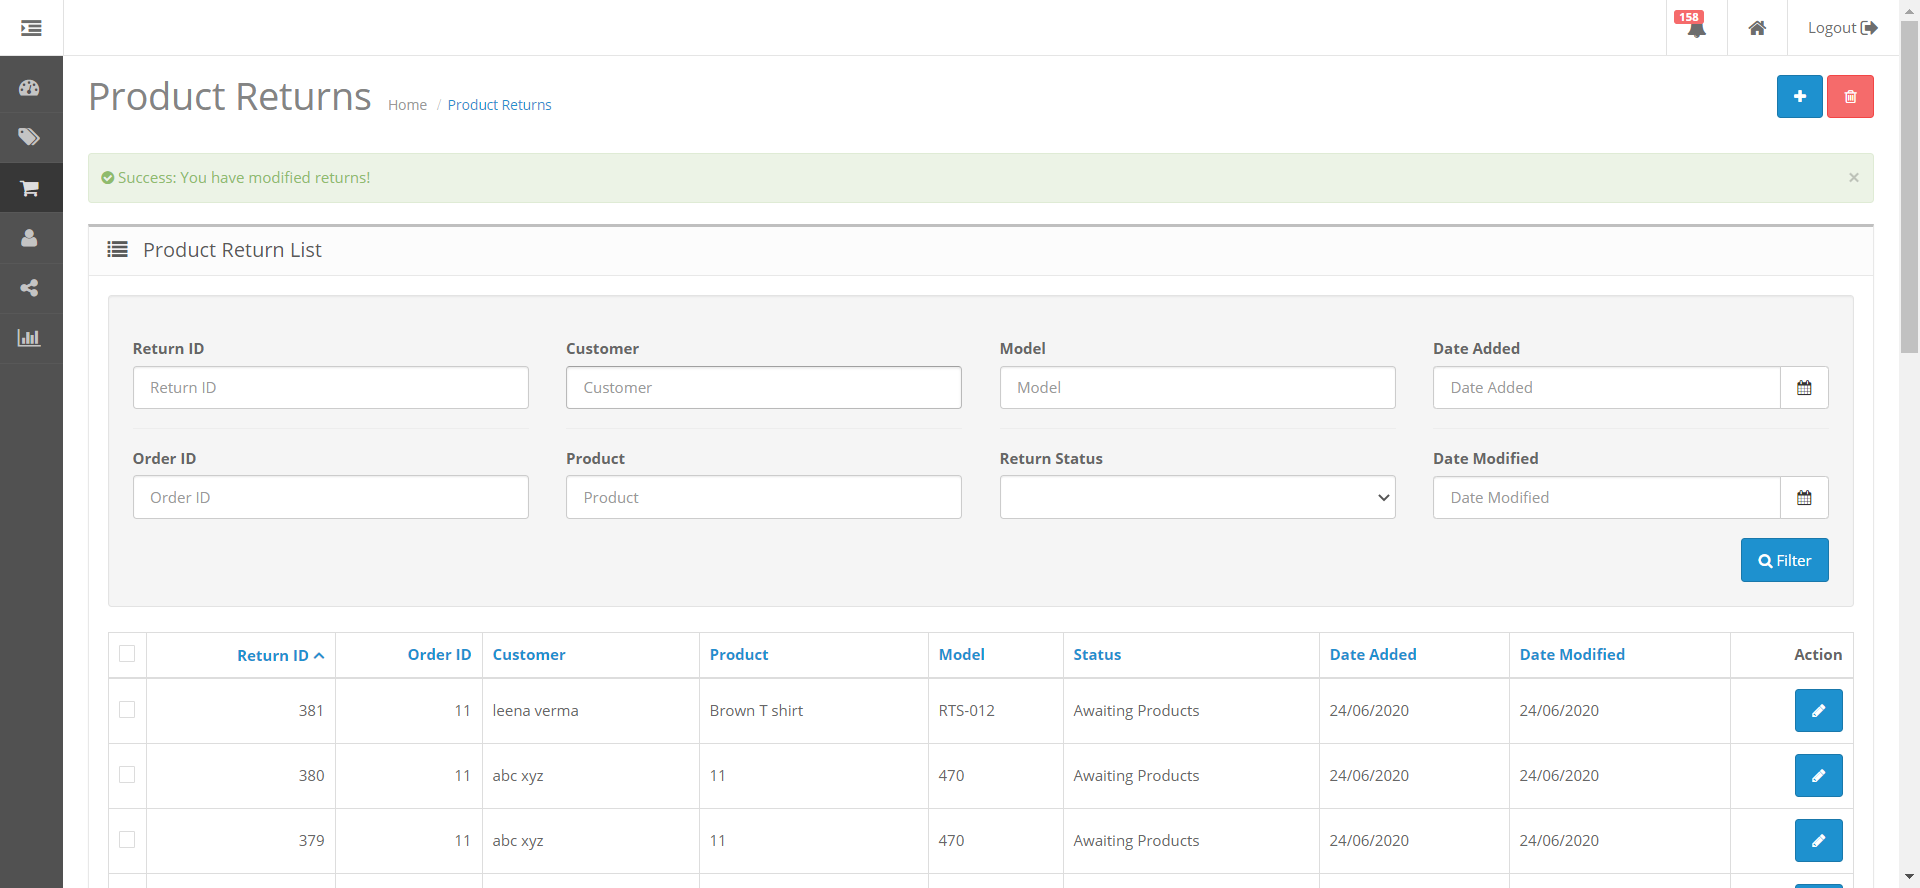 158
Logout
Product Returns Home / Product Returns
Success: You have modified returns! ×
Product Return List
Return ID Customer Model Date Added
Return ID Customer Model Date Added
Order ID Product Return Status Date Modified
Order ID Product Date Modified
Filter
Return ID Order ID Customer Product Model Status Date Added Date Modified Action
381 11 leena verma Brown T shirt RTS-012 Awaiting Products 24/06/2020 24/06/2020
380 11 abc xyz 11 470 Awaiting Products 24/06/2020 24/06/2020
379 11 abc xyz 11 470 Awaiting Products 24/06/2020 24/06/2020